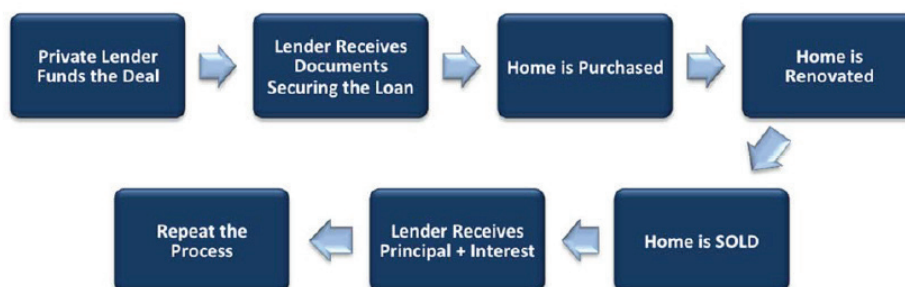 Private Lender
Funds the Deal
Lender Receives
Documents
Securing the Loan
Home is Purchased
Home is
Renovated
Home is SOLD
Lender Receives
Principal + Interest
Repeat the
Process